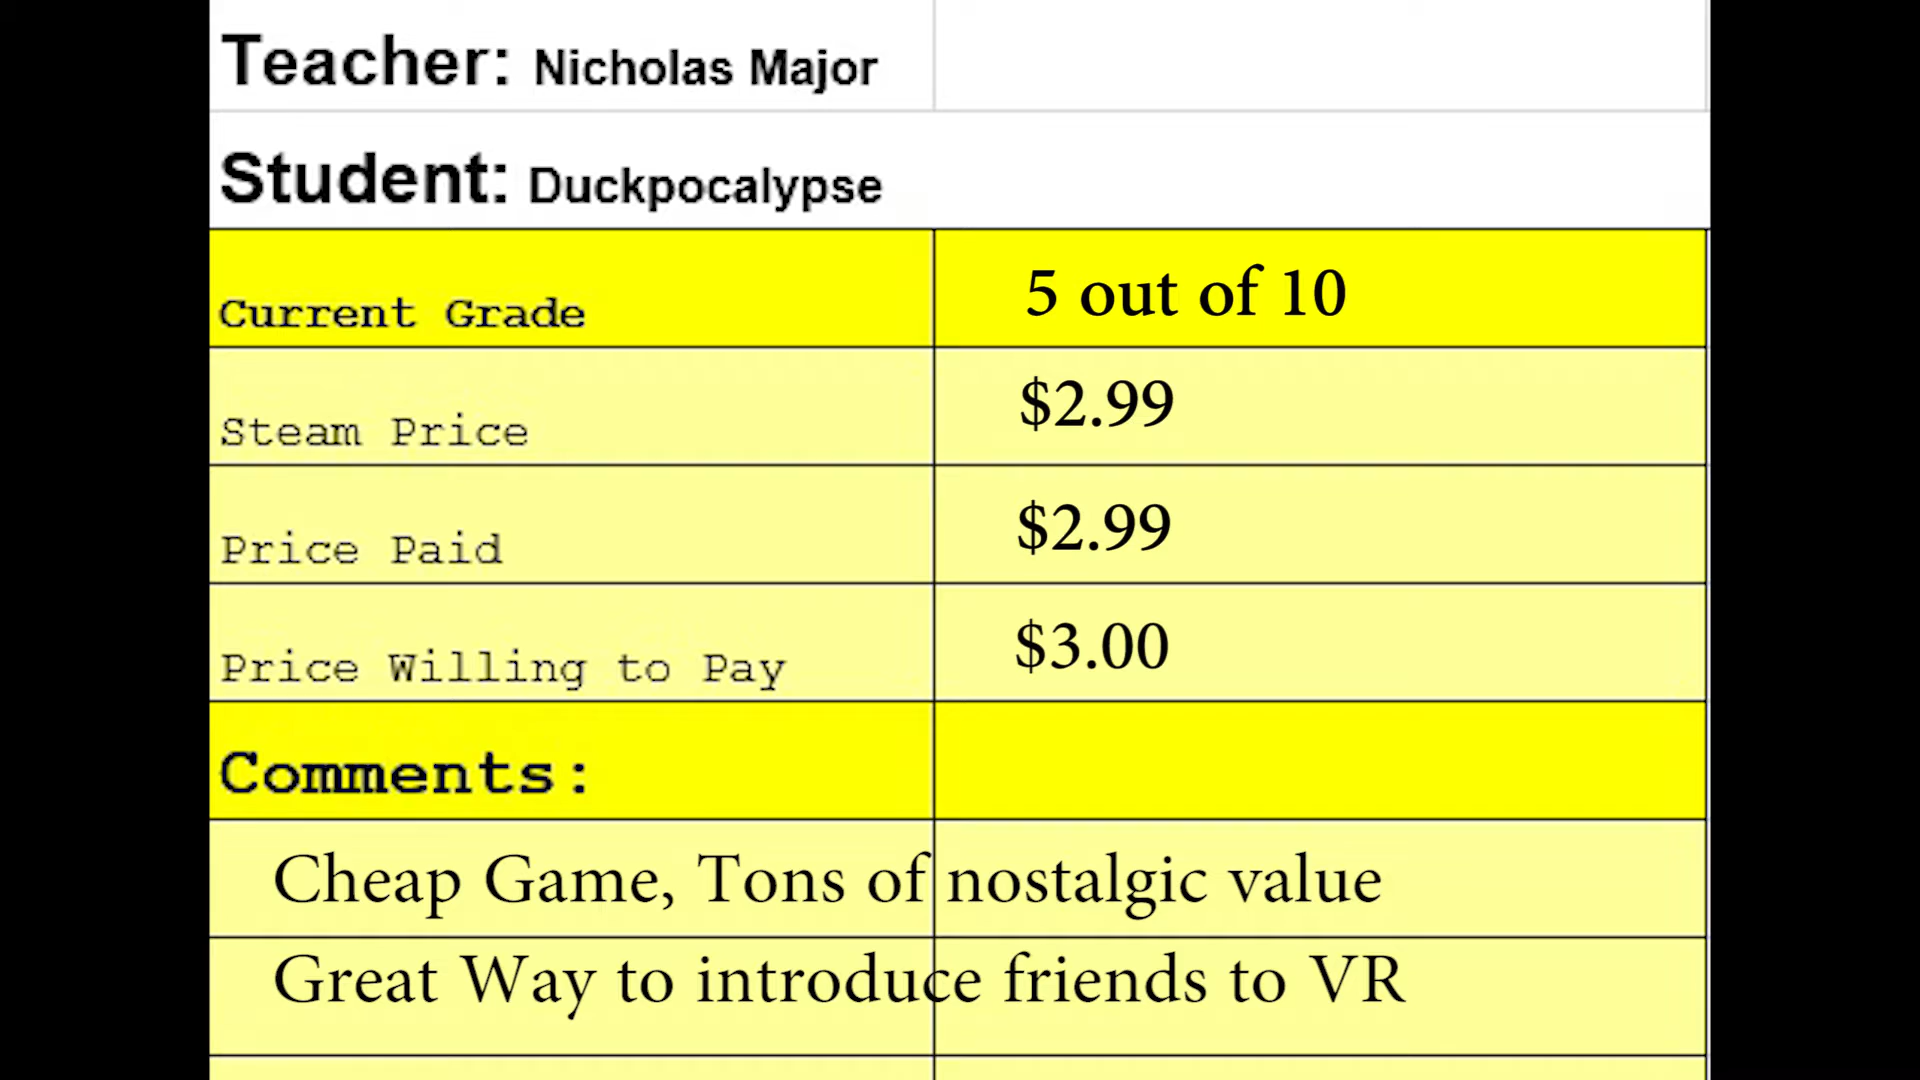 Teacher: Nicholas Major
Student: Duckpocalypse
Current Grade 5 out of 10
Steam Price $2.99
Price Paid $2.99
Price Willing to Pay $3.00
Comments:
Cheap Game, Tons of nostalgic value
Great Way to introduce friends to VR